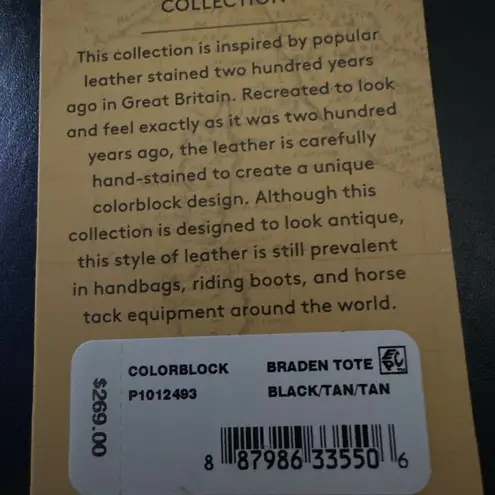 COLLECTION
This collection is inspired by popular
leather stained two hundred years
ago in Great Britain. Recreated to look
and feel exactly as it was two hundred
years ago, the leather is carefully
hand-stained to create a unique
colorblock design. Although this
collection is designed to look antique,
this style of leather is still prevalent
in handbags, riding boots, and horse
tack equipment around the world.
$269.00
COLORBLOCK BRADEN TOTE
P1012493 BLACK/TAN/TAN
8 87986 33550 6